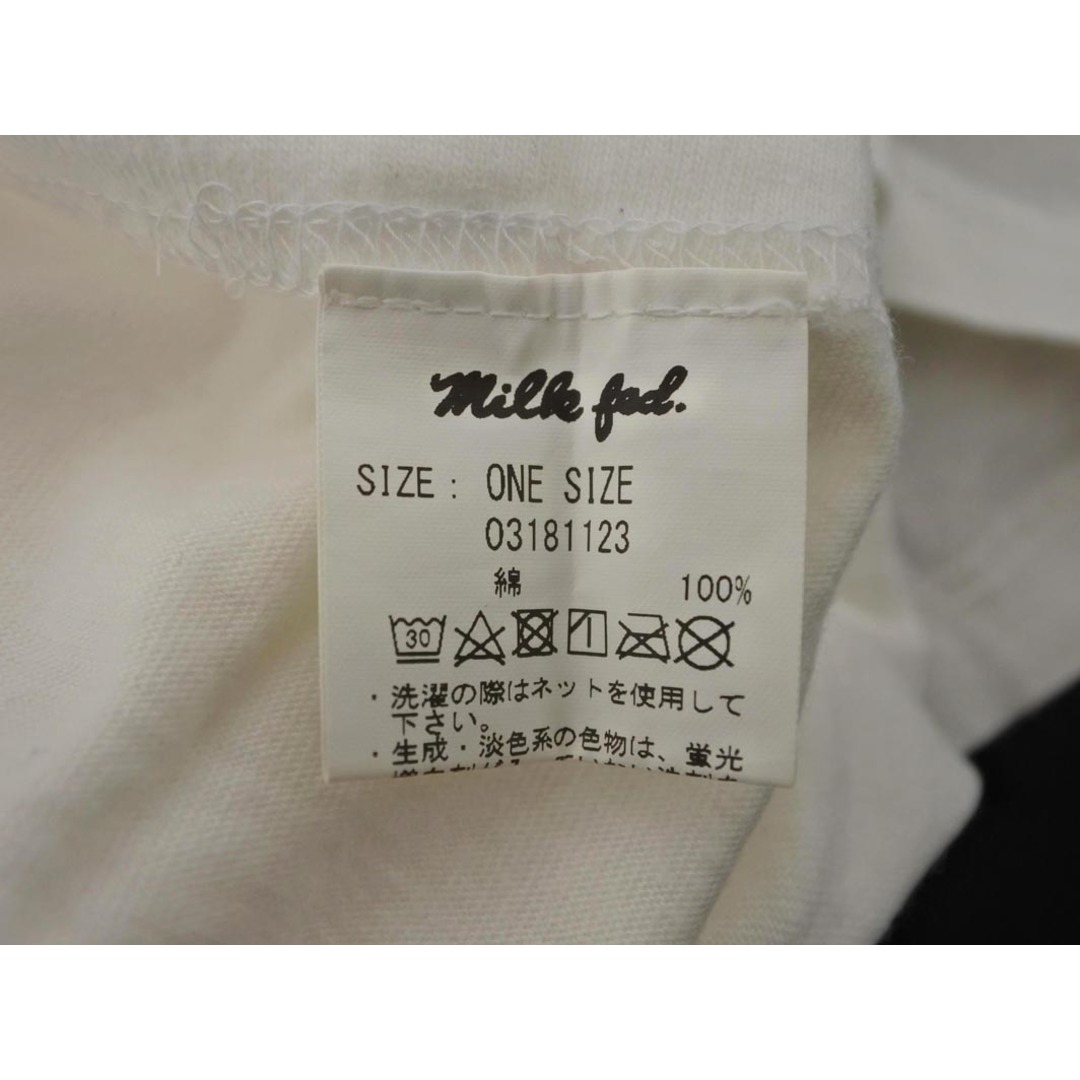 Milk fed.
SIZE : ONE SIZE
03181123
綿 100%
30
・洗濯の際はネットを使用して
下さい。
・生成・淡色系の色物は、蛍光